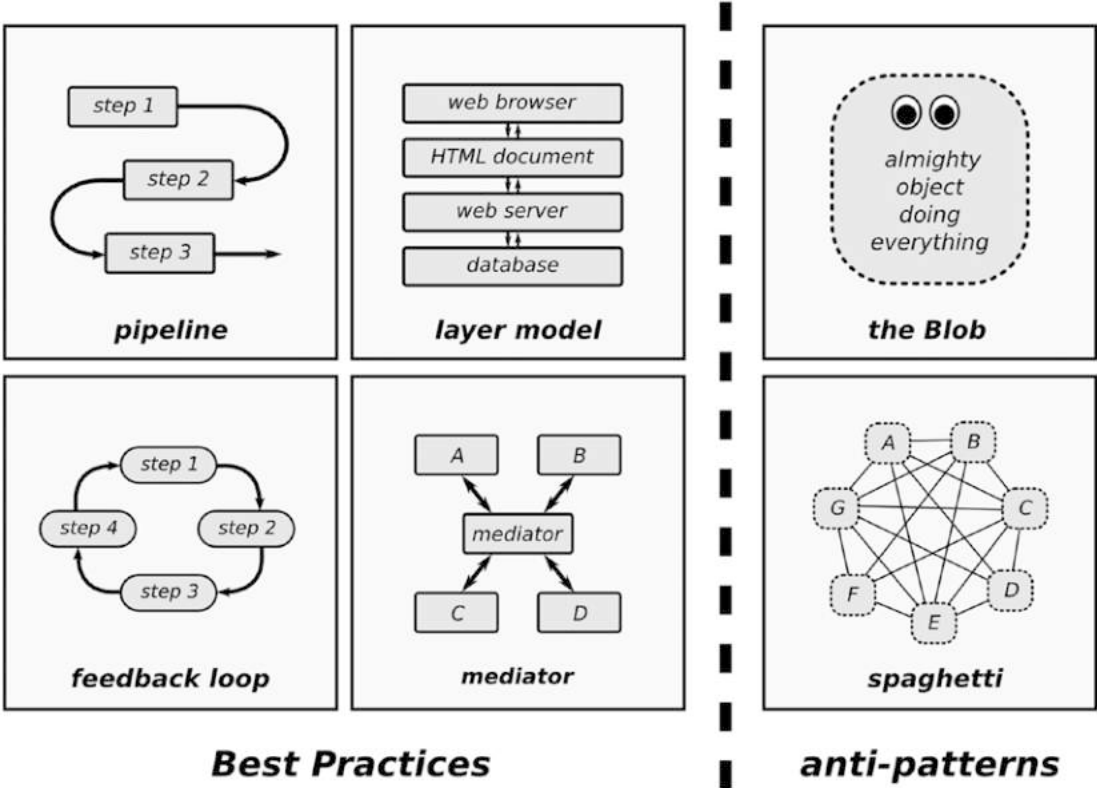 step 1
step 2
step 3
pipeline
web browser
HTML document
web server
database
layer model
almighty
object
doing
everything
the Blob
step 1
step 4
step 2
step 3
feedback loop
A
B
mediator
C
D
mediator
A
B
G
C
F
D
E
spaghetti
Best Practices
anti-patterns